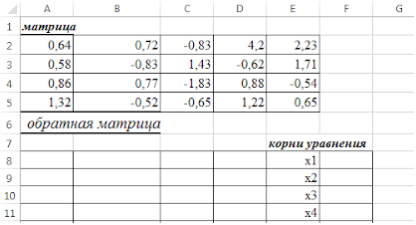 A B C D E F G
1 матрица
2 0,64 0,72 -0,83 4,2 2,23
3 0,58 -0,83 1,43 -0,62 1,71
4 0,86 0,77 -1,83 0,88 -0,54
5 1,32 -0,52 -0,65 1,22 0,65
6 обратная матрица
7 корни уравнения
8 x1
9 x2
10 x3
11 x4